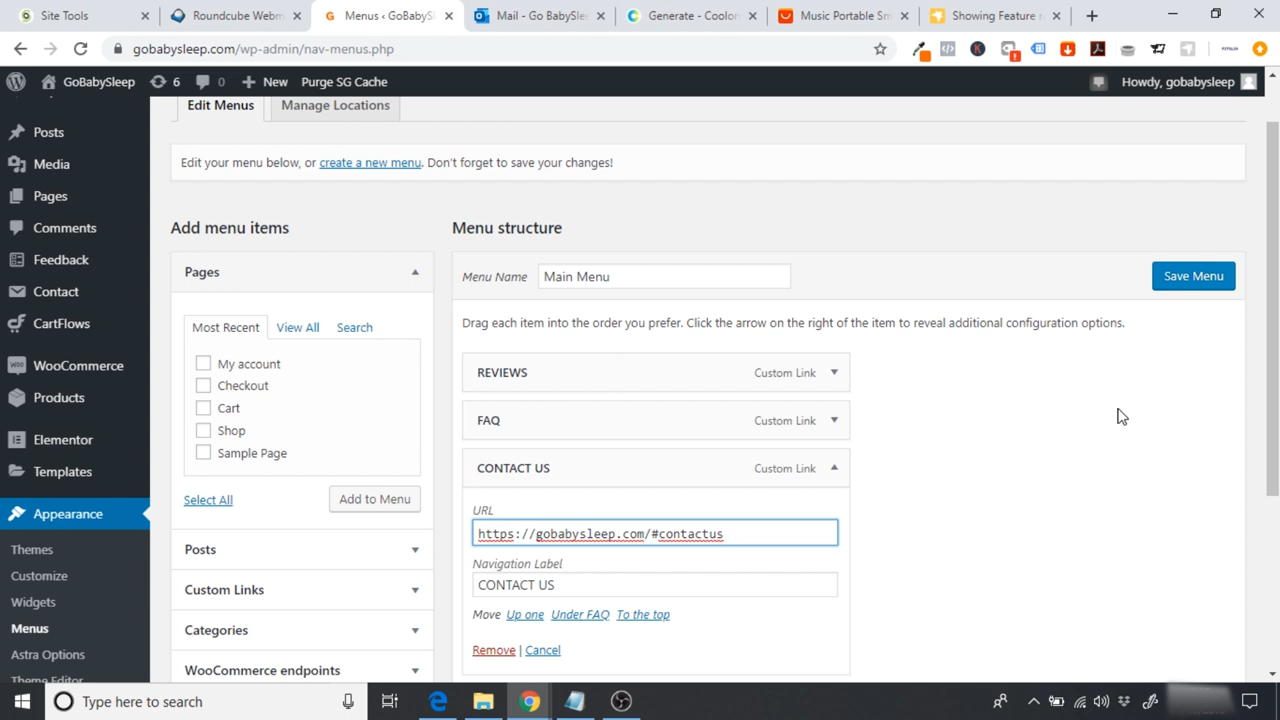 Site Tools
Roundcube Webm
Menus ‹ GoBabySl
Mail - Go BabySlee
Generate - Coolor
Music Portable Sm
Showing Feature r
gobabysleep.com/wp-admin/nav-menus.php
GoBabySleep
6
0
New
Purge SG Cache
Howdy, gobabysleep
Edit Menus
Manage Locations
Posts
Media
Pages
Comments
Feedback
Contact
CartFlows
WooCommerce
Products
Elementor
Templates
Appearance
Themes
Customize
Widgets
Menus
Astra Options
Theme Editor
Edit your menu below, or create a new menu. Don't forget to save your changes!
Add menu items
Pages
Most Recent
View All
Search
My account
Checkout
Cart
Shop
Sample Page
Select All
Add to Menu
Posts
Custom Links
Categories
WooCommerce endpoints
Menu structure
Menu Name
Main Menu
Save Menu
Drag each item into the order you prefer. Click the arrow on the right of the item to reveal additional configuration options.
REVIEWS
Custom Link
FAQ
Custom Link
CONTACT US
Custom Link
URL
https://gobabysleep.com/#contactus
Navigation Label
CONTACT US
Move Up one Under FAQ To the top
Remove | Cancel
Type here to search